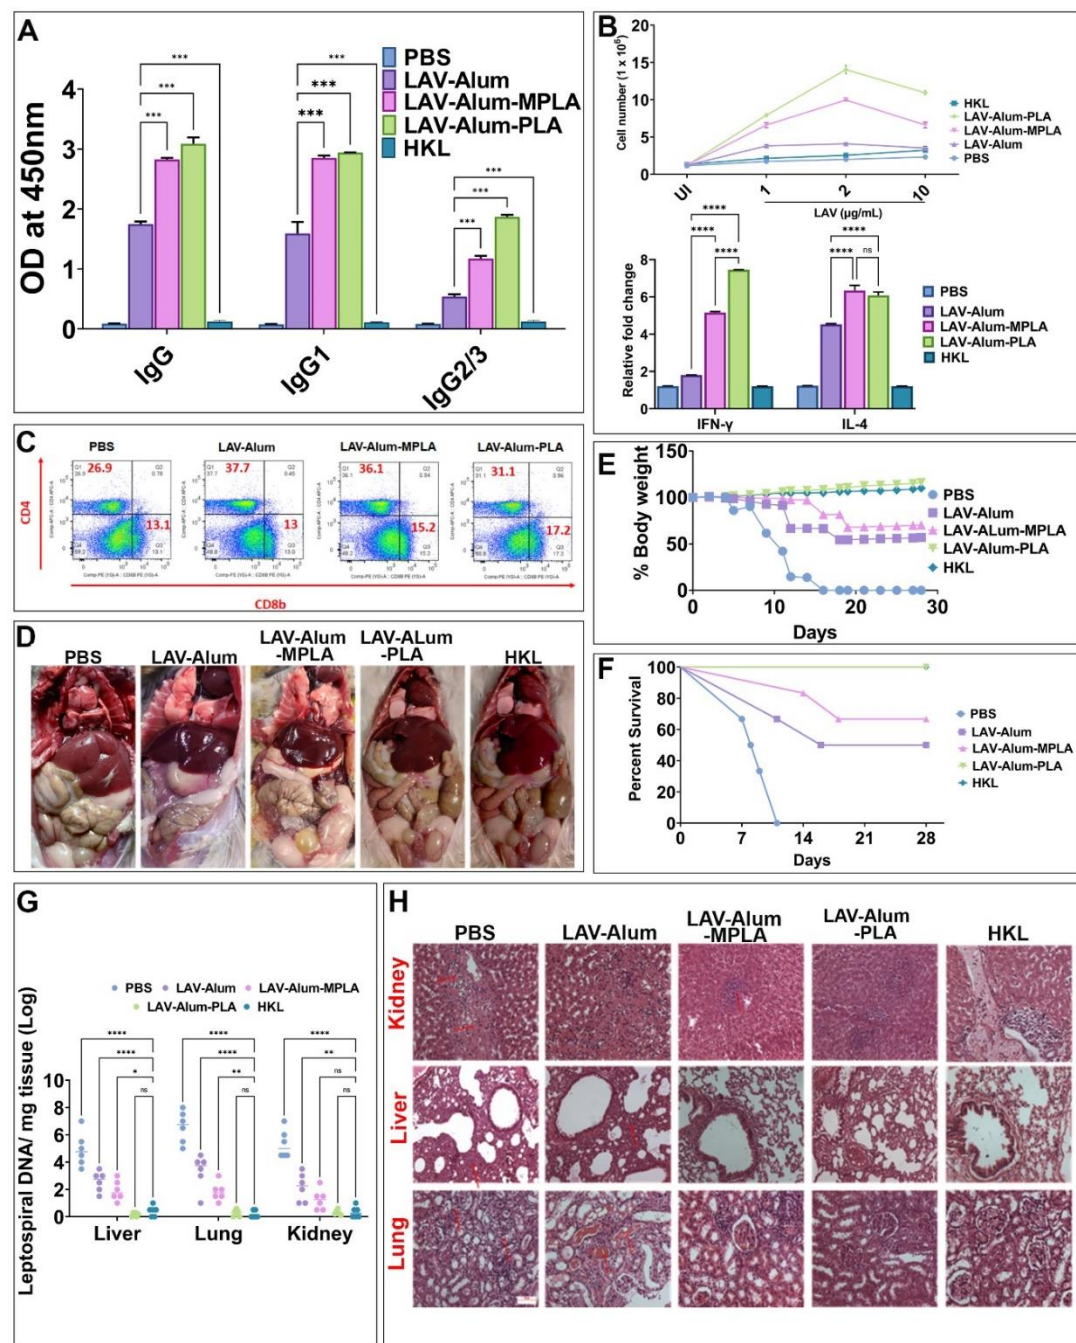 A
***
***
***
***
***
***
***
***
***
PBS
LAV-Alum
LAV-Alum-MPLA
LAV-Alum-PLA
HKL
OD at 450nm
4
3
2
1
0
IgG
IgG1
IgG2/3
B
Cell number (1 x 10⁶)
20
15
10
5
0
UI
1
2
10
LAV (µg/mL)
HKL
LAV-Alum-PLA
LAV-Alum-MPLA
LAV-Alum
PBS
Relative fold change
8
6
4
2
0
****
****
****
****
****
ns
IFN-γ
IL-4
PBS
LAV-Alum
LAV-Alum-MPLA
LAV-Alum-PLA
HKL
C
PBS
LAV-Alum
LAV-Alum-MPLA
LAV-Alum-PLA
CD4
26.9
13.1
37.7
13
36.1
15.2
31.1
17.2
CD8b
D
PBS
LAV-Alum
LAV-Alum
-MPLA
LAV-ALum
-PLA
HKL
E
% Body weight
150
100
50
0
0
10
20
30
Days
PBS
LAV-Alum
LAV-ALum-MPLA
LAV-Alum-PLA
HKL
F
Percent Survival
100
80
60
40
20
0
0
7
14
21
28
Days
PBS
LAV-Alum
LAV-Alum-MPLA
LAV-Alum-PLA
HKL
G
PBS
LAV-Alum
LAV-Alum-MPLA
LAV-Alum-PLA
HKL
Leptospiral DNA/ mg tissue (Log)
10
8
6
4
2
0
****
****
*
ns
****
****
**
ns
****
**
ns
ns
Liver
Lung
Kidney
H
PBS
LAV-Alum
LAV-Alum
-MPLA
LAV-Alum
-PLA
HKL
Kidney
Liver
Lung